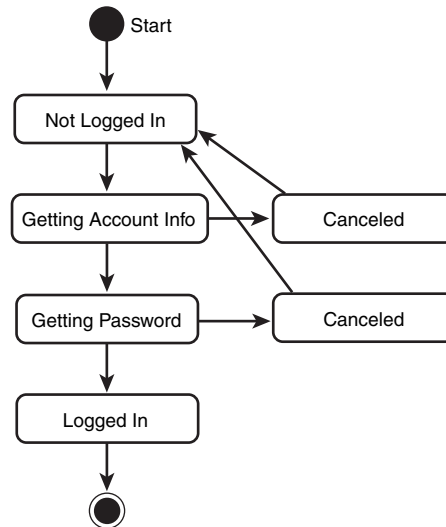 Start
Not Logged In
Getting Account Info
Canceled
Getting Password
Canceled
Logged In